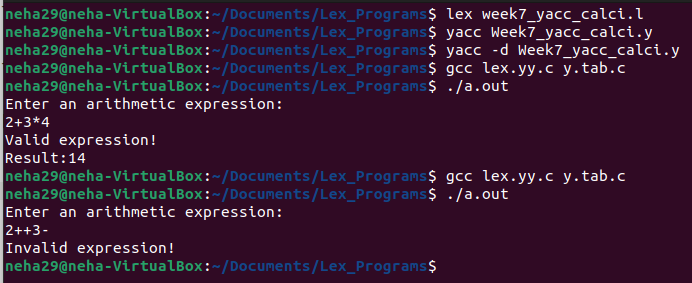 neha29@neha-VirtualBox:~/Documents/Lex_Programs$ lex week7_yacc_calci.l
neha29@neha-VirtualBox:~/Documents/Lex_Programs$ yacc Week7_yacc_calci.y
neha29@neha-VirtualBox:~/Documents/Lex_Programs$ yacc -d Week7_yacc_calci.y
neha29@neha-VirtualBox:~/Documents/Lex_Programs$ gcc lex.yy.c y.tab.c
neha29@neha-VirtualBox:~/Documents/Lex_Programs$ ./a.out
Enter an arithmetic expression:
2+3*4
Valid expression!
Result:14
neha29@neha-VirtualBox:~/Documents/Lex_Programs$ gcc lex.yy.c y.tab.c
neha29@neha-VirtualBox:~/Documents/Lex_Programs$ ./a.out
Enter an arithmetic expression:
2++3-
Invalid expression!
neha29@neha-VirtualBox:~/Documents/Lex_Programs$